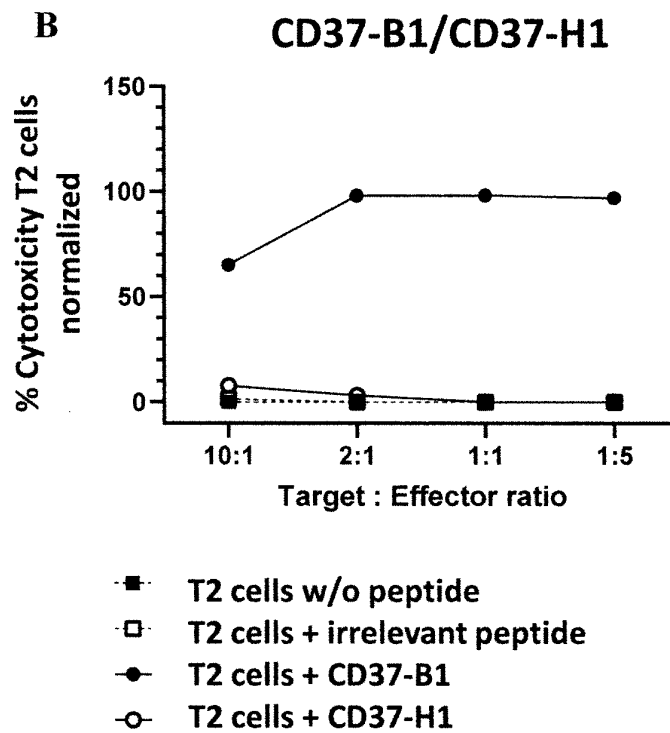 B
CD37-B1/CD37-H1
% Cytotoxicity T2 cells
normalized
150
100
50
0
10:1 2:1 1:1 1:5
Target : Effector ratio
T2 cells w/o peptide
T2 cells + irrelevant peptide
T2 cells + CD37-B1
T2 cells + CD37-H1